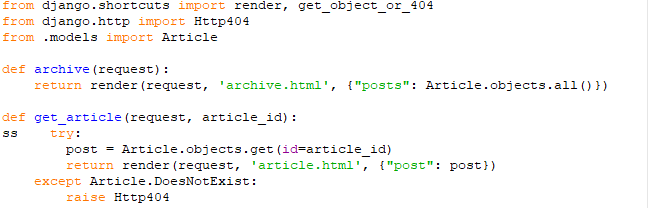 from django.shortcuts import render, get_object_or_404
from django.http import Http404
from .models import Article

def archive(request):
    return render(request, 'archive.html', {"posts": Article.objects.all()})

def get_article(request, article_id):
ss    try:
        post = Article.objects.get(id=article_id)
        return render(request, 'article.html', {"post": post})
    except Article.DoesNotExist:
        raise Http404